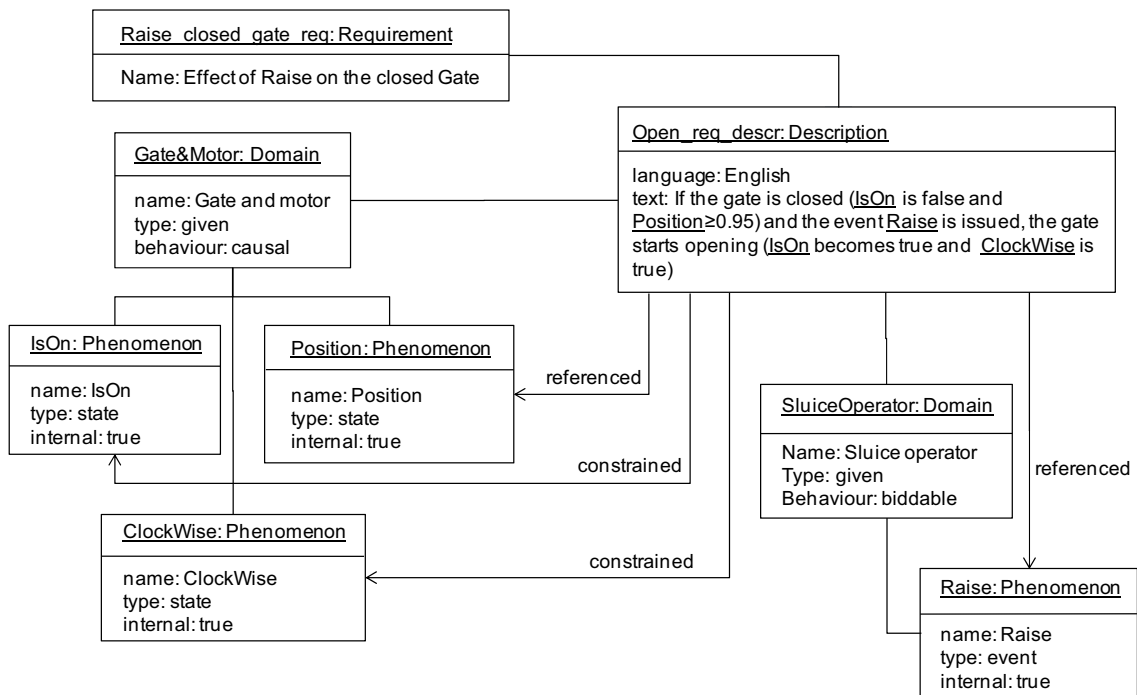 Raise_closed_gate_req: Requirement
Name: Effect of Raise on the closed Gate
Open_req_descr: Description
language: English
text: If the gate is closed (IsOn is false and
Position≥0.95) and the event Raise is issued, the gate
starts opening (IsOn becomes true and ClockWise is
true)
Gate&Motor: Domain
name: Gate and motor
type: given
behaviour: causal
IsOn: Phenomenon
name: IsOn
type: state
internal: true
Position: Phenomenon
name: Position
type: state
internal: true
referenced
constrained
SluiceOperator: Domain
Name: Sluice operator
Type: given
Behaviour: biddable
referenced
ClockWise: Phenomenon
name: ClockWise
type: state
internal: true
constrained
Raise: Phenomenon
name: Raise
type: event
internal: true